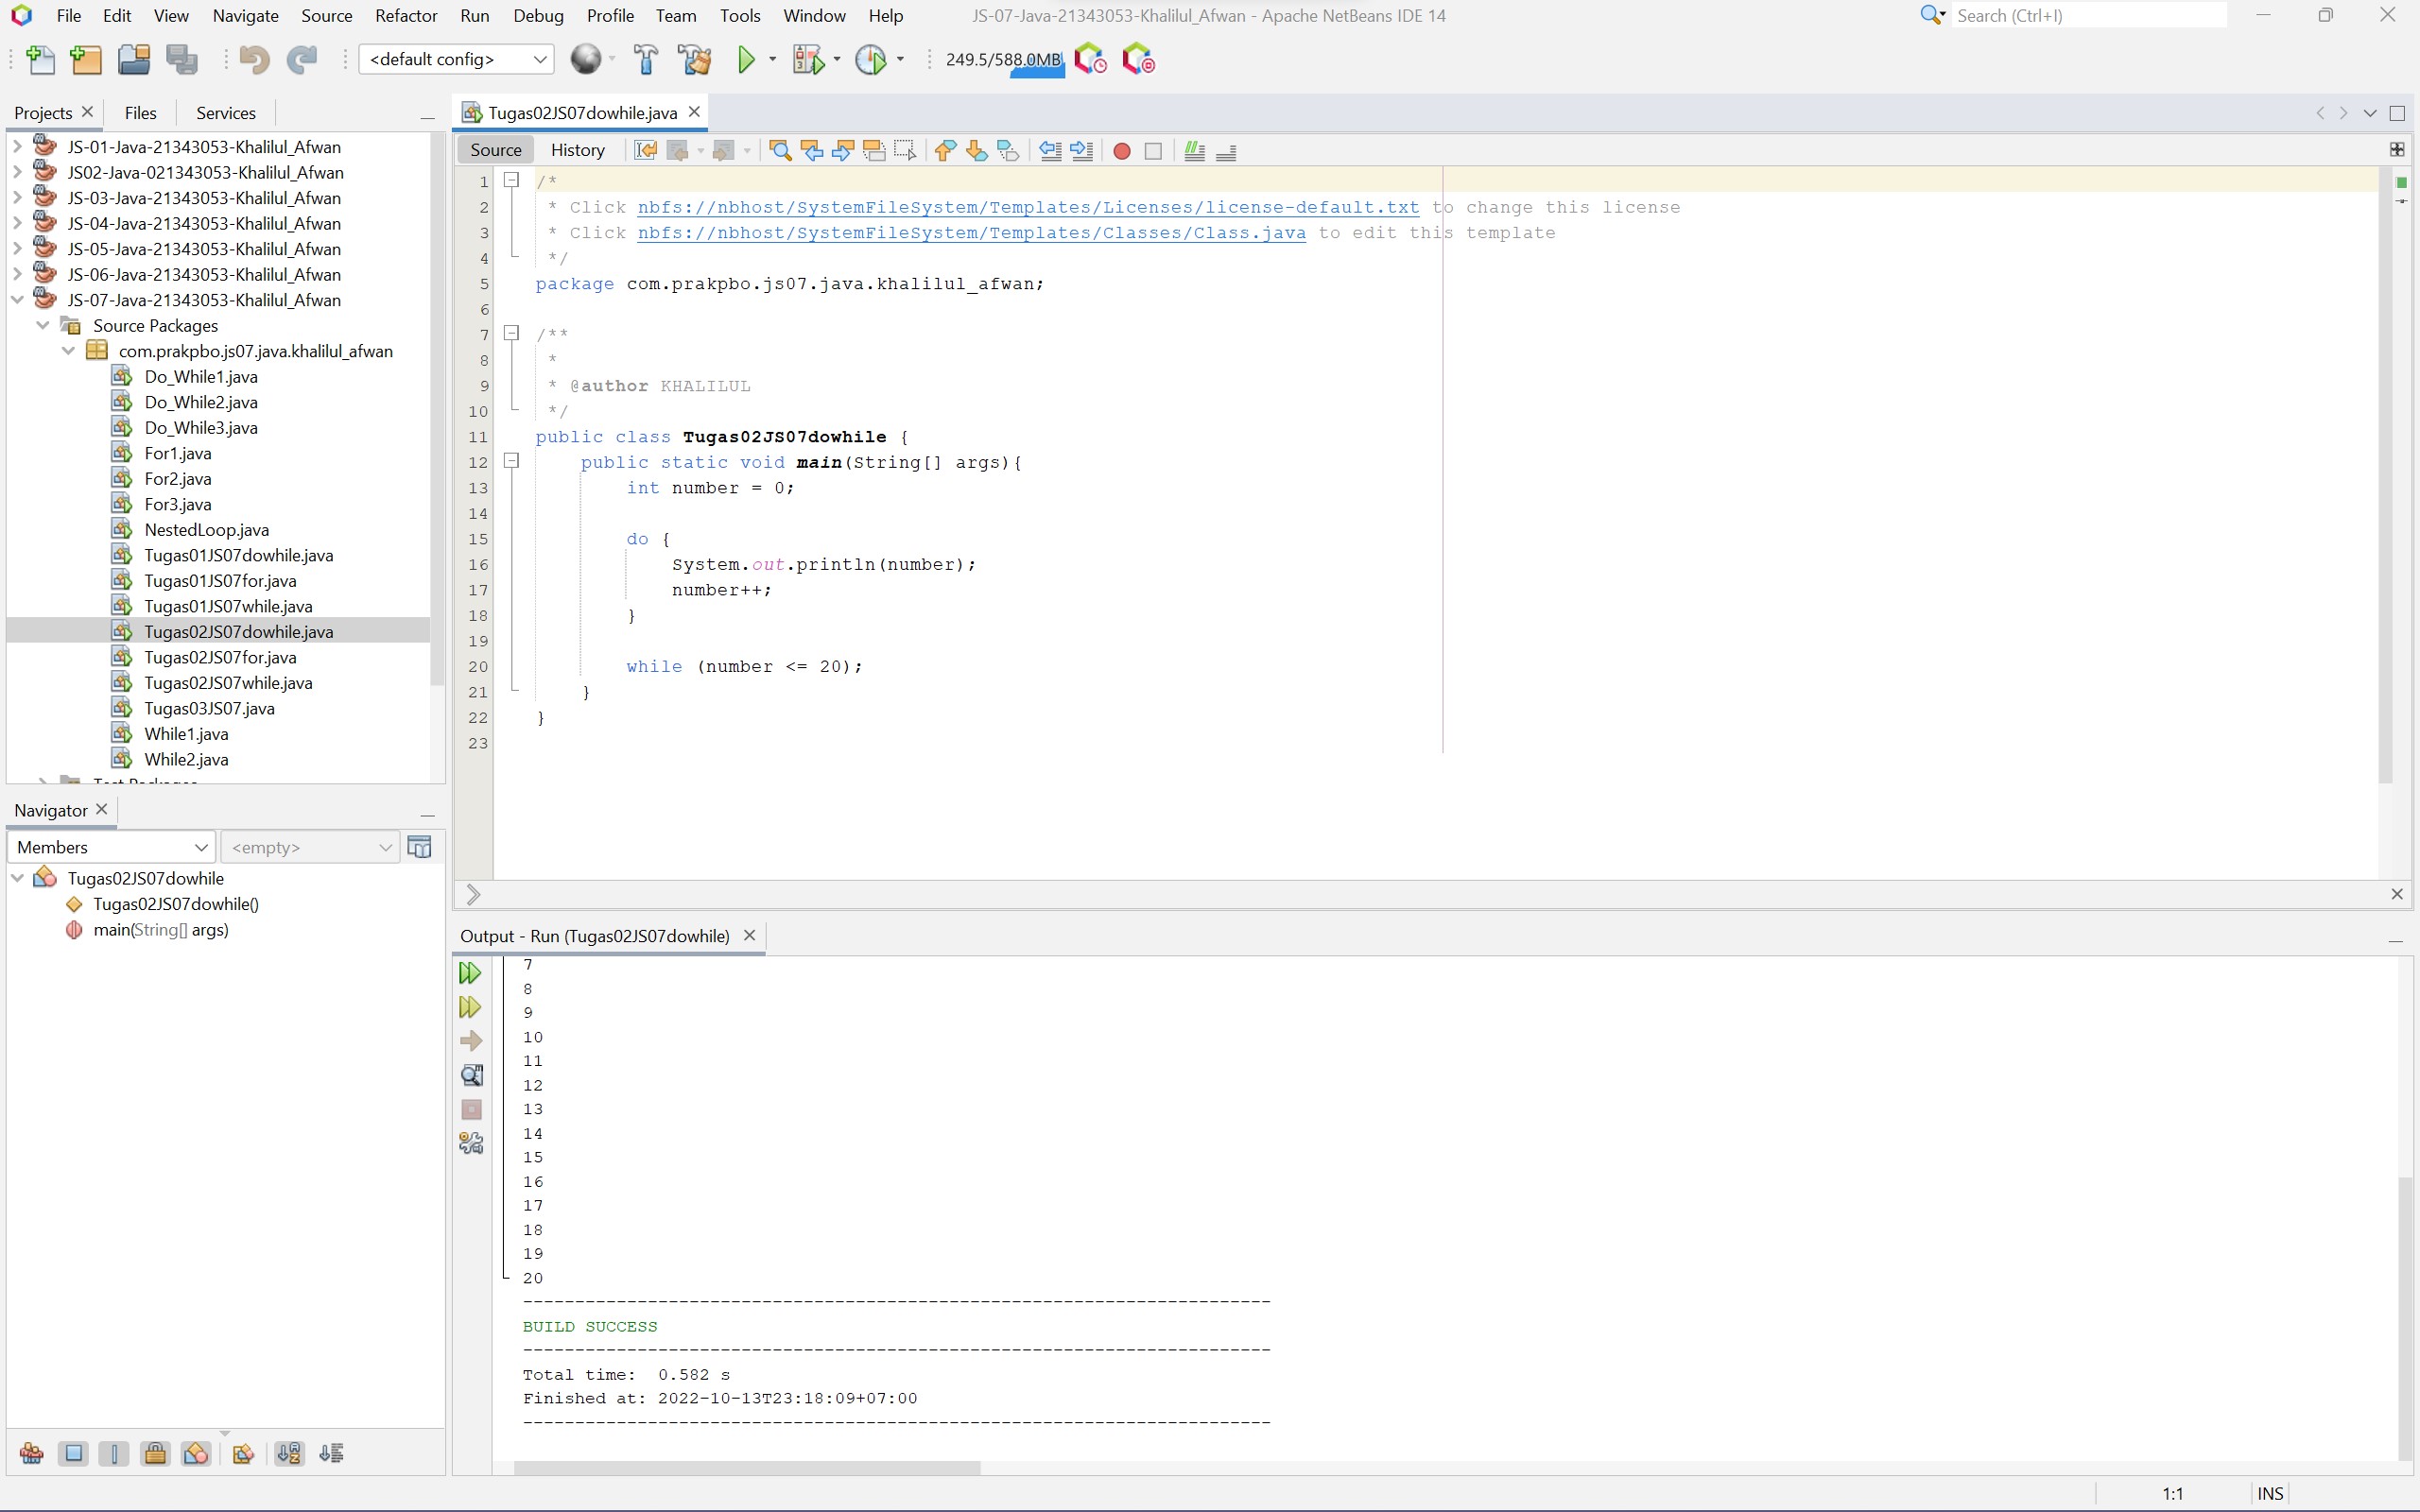 File Edit View Navigate Source Refactor Run Debug Profile Team Tools Window Help JS-07-Java-21343053-Khalilul_Afwan - Apache NetBeans IDE 14 Search (Ctrl+I)
<default config> 249.5/588.0MB
Projects Files Services
JS-01-Java-21343053-Khalilul_Afwan
JS02-Java-021343053-Khalilul_Afwan
JS-03-Java-21343053-Khalilul_Afwan
JS-04-Java-21343053-Khalilul_Afwan
JS-05-Java-21343053-Khalilul_Afwan
JS-06-Java-21343053-Khalilul_Afwan
JS-07-Java-21343053-Khalilul_Afwan
Source Packages
com.prakpbo.js07.java.khalilul_afwan
Do_While1.java
Do_While2.java
Do_While3.java
For1.java
For2.java
For3.java
NestedLoop.java
Tugas01JS07dowhile.java
Tugas01JS07for.java
Tugas01JS07while.java
Tugas02JS07dowhile.java
Tugas02JS07for.java
Tugas02JS07while.java
Tugas03JS07.java
While1.java
While2.java
Test Packages
Navigator
Members <empty>
Tugas02JS07dowhile
Tugas02JS07dowhile()
main(String[] args)
Tugas02JS07dowhile.java
Source History
1 /*
2 * Click nbfs://nbhost/SystemFileSystem/Templates/Licenses/license-default.txt to change this license
3 * Click nbfs://nbhost/SystemFileSystem/Templates/Classes/Class.java to edit this template
4 */
5 package com.prakpbo.js07.java.khalilul_afwan;
6
7 /**
8 *
9 * @author KHALILUL
10 */
11 public class Tugas02JS07dowhile {
12 public static void main(String[] args){
13 int number = 0;
14
15 do {
16 System.out.println(number);
17 number++;
18 }
19
20 while (number <= 20);
21 }
22 }
23
Output - Run (Tugas02JS07dowhile)
7
8
9
10
11
12
13
14
15
16
17
18
19
20
------------------------------------------------------------------------
BUILD SUCCESS
------------------------------------------------------------------------
Total time: 0.582 s
Finished at: 2022-10-13T23:18:09+07:00
------------------------------------------------------------------------
1:1 INS